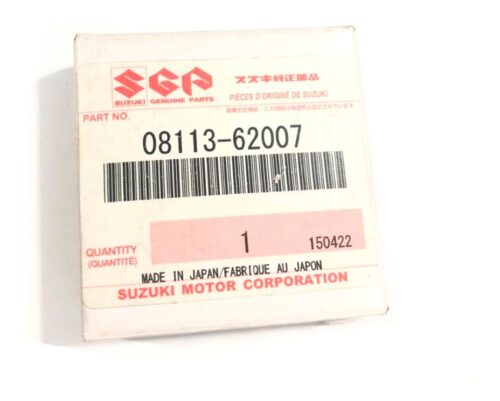 SGP スズキ純正部品
SUZUKI GENUINE PARTS PIÈCES D'ORIGINE DE SUZUKI
PART NO.
08113-62007
QUANTITY 1 150422
(QUANTITÉ)
MADE IN JAPAN/FABRIQUE AU JAPON
SUZUKI MOTOR CORPORATION